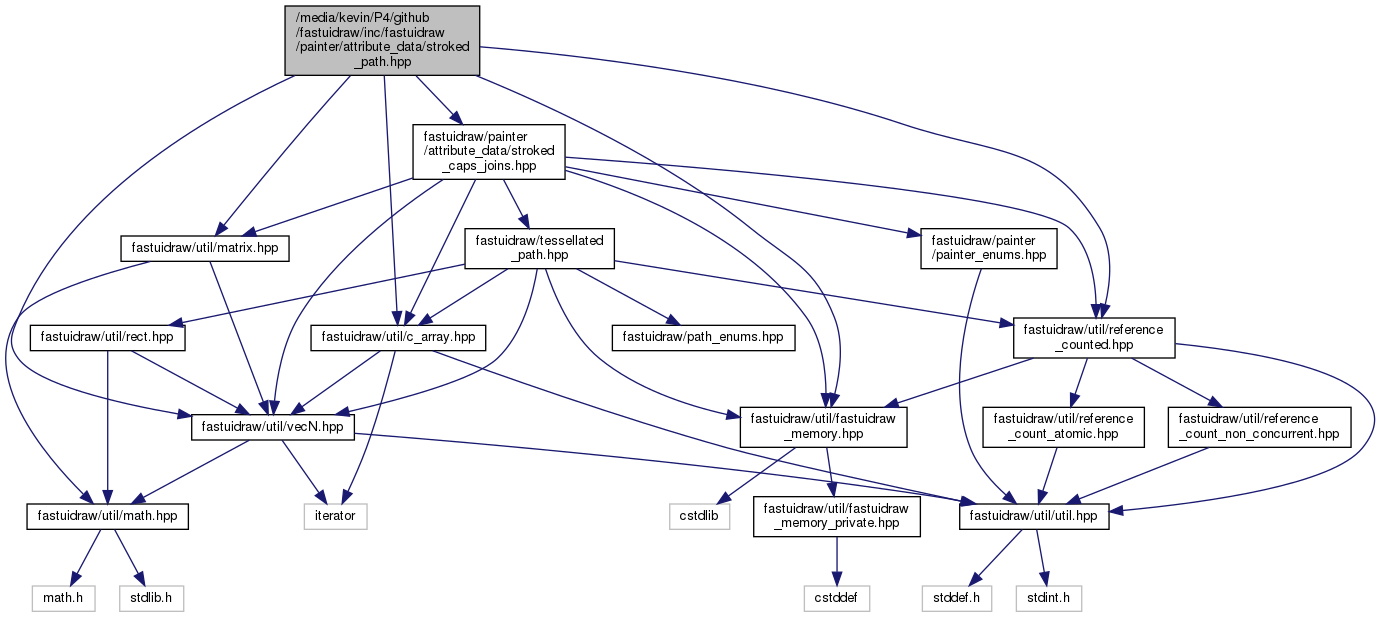 /media/kevin/P4/github
/fastuidraw/inc/fastuidraw
/painter/attribute_data/stroked
_path.hpp
fastuidraw/painter
/attribute_data/stroked
_caps_joins.hpp
fastuidraw/util/matrix.hpp
fastuidraw/tessellated
_path.hpp
fastuidraw/painter
/painter_enums.hpp
fastuidraw/util/rect.hpp
fastuidraw/util/c_array.hpp
fastuidraw/path_enums.hpp
fastuidraw/util/reference
_counted.hpp
fastuidraw/util/vecN.hpp
fastuidraw/util/fastuidraw
_memory.hpp
fastuidraw/util/reference
_count_atomic.hpp
fastuidraw/util/reference
_count_non_concurrent.hpp
fastuidraw/util/math.hpp
iterator
cstdlib
fastuidraw/util/fastuidraw
_memory_private.hpp
fastuidraw/util/util.hpp
math.h
stdlib.h
cstddef
stddef.h
stdint.h